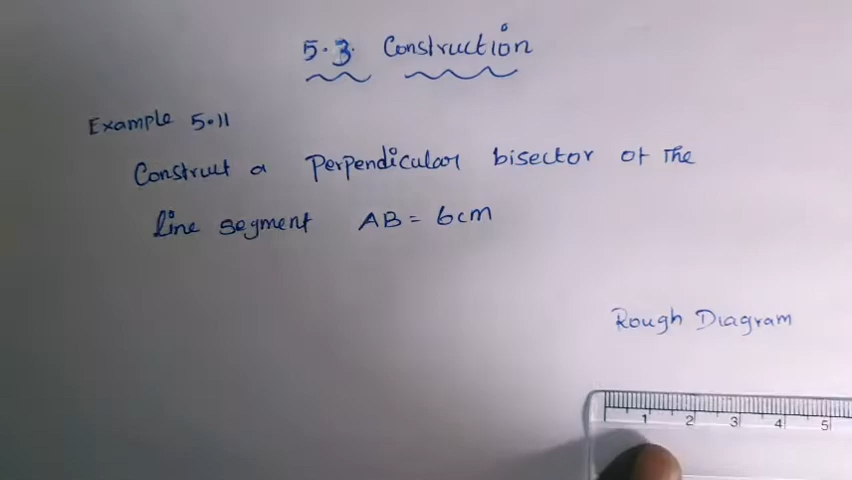 5.3. Construction
Example 5.11
Construct a Perpendicular bisector of the
line segment AB = 6cm
Rough Diagram
1 2 3 4 5